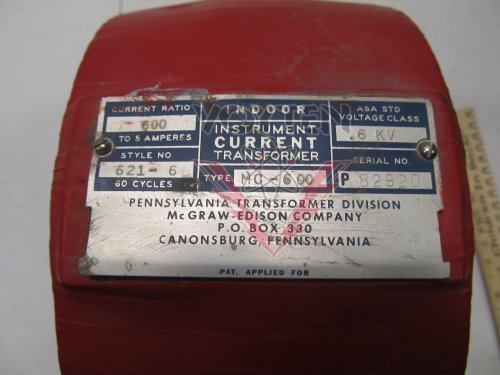 CURRENT RATIO
600
TO 5 AMPERES
STYLE NO.
621-6
60 CYCLES
INDOOR
INSTRUMENT
CURRENT
TRANSFORMER
TYPE MC-600
ASA STD
VOLTAGE CLASS
.6 KV
SERIAL NO.
P 82920
PENNSYLVANIA TRANSFORMER DIVISION
MCGRAW-EDISON COMPANY
P.O. BOX 330
CANONSBURG, PENNSYLVANIA
PAT. APPLIED FOR